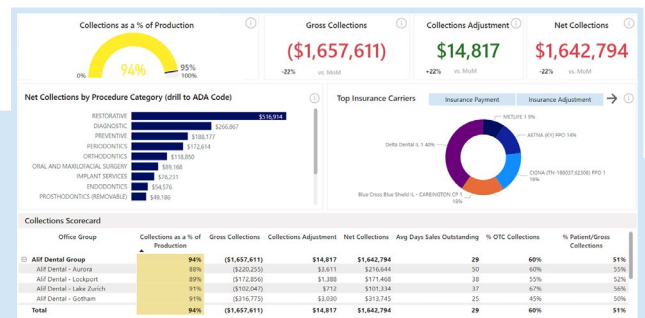 Collections as a % of Production
94%
0%
95%
100%
Gross Collections
($1,657,611)
-22% vs. MoM
Collections Adjustment
$14,817
+22% vs. MoM
Net Collections
$1,642,794
-22% vs. MoM
Net Collections by Procedure Category (drill to ADA Code)
RESTORATIVE $516,914
DIAGNOSTIC $266,867
PREVENTIVE $188,177
PERIODONTICS $172,614
ORTHODONTICS $118,850
ORAL AND MAXILOFACIAL SURGERY $89,168
IMPLANT SERVICES $76,231
ENDODONTICS $54,576
PROSTHODONTICS (REMOVABLE) $49,186
Top Insurance Carriers
Insurance Payment
Insurance Adjustment
METLIFE 1 9%
AETNA (KY) PPO 14%
Delta Dental IL 1 40%
CIGNA (TN-188037,62308) PPO 1
19%
Blue Cross Blue Shield IL - CAREINGTON CP 1
18%
Collections Scorecard
Office Group Collections as a % of Production Gross Collections Collections Adjustment Net Collections Avg Days Sales Outstanding % OTC Collections % Patient/Gross Collections
Alif Dental Group 94% ($1,657,611) $14,817 $1,642,794 29 60% 51%
Alif Dental - Aurora 88% ($220,255) $3,611 $216,644 50 60% 55%
Alif Dental - Lockport 89% ($172,856) $1,388 $171,468 38 55% 52%
Alif Dental - Lake Zurich 91% ($102,047) $712 $101,334 37 67% 56%
Alif Dental - Gotham 91% ($316,775) $3,030 $313,745 25 45% 50%
Total 94% ($1,657,611) $14,817 $1,642,794 29 60% 51%